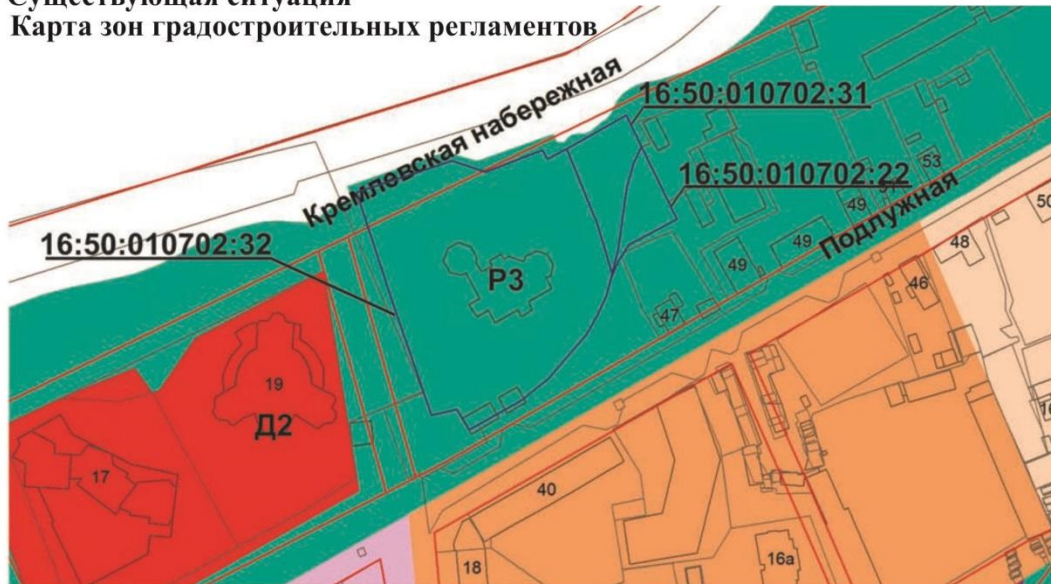 Существующая ситуация
Карта зон градостроительных регламентов
Кремлевская набережная
16:50:010702:31
16:50:010702:22
53
49
Подлужная
50
16:50:010702:32
49
48
Р3
49
46
47
19
Д2
17
40
16а
18